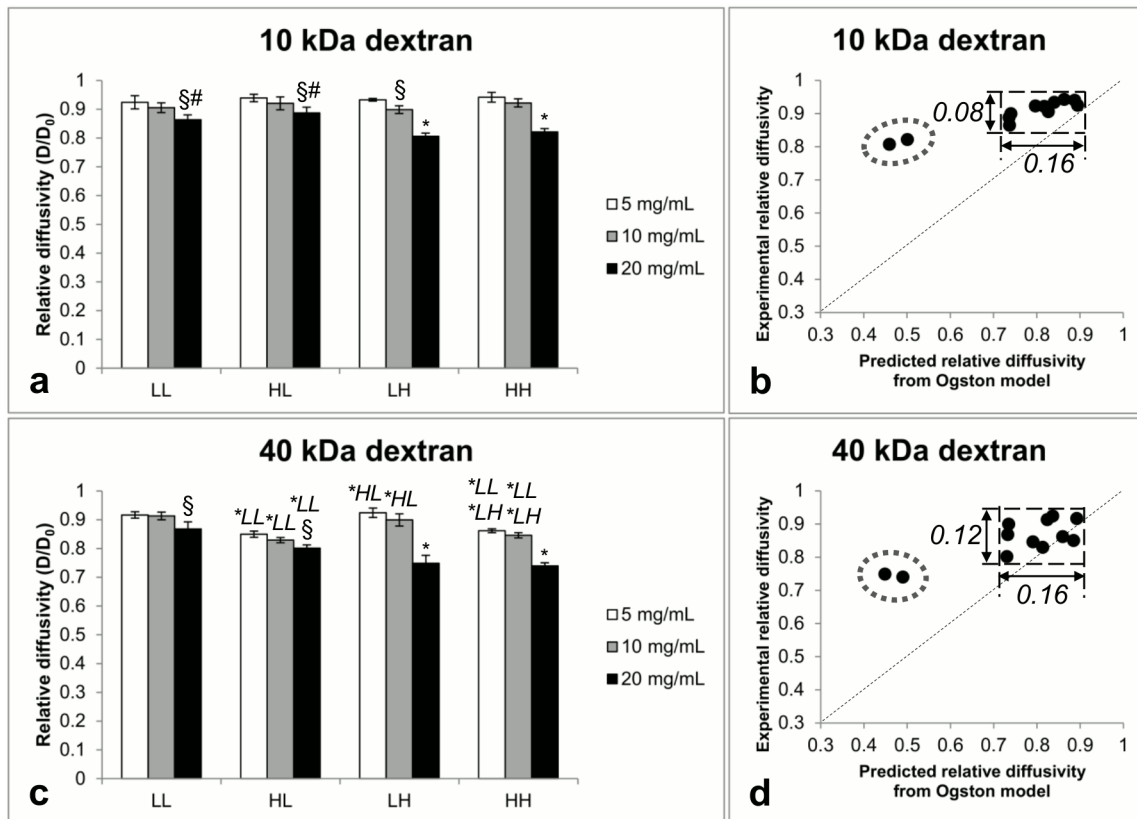 10 kDa dextran
Relative diffusivity (D/D₀)
1
0.9
0.8
0.7
0.6
0.5
0.4
0.3
0.2
0.1
0
§#
§#
§
*
*
5 mg/mL
10 mg/mL
20 mg/mL
LL HL LH HH
a
10 kDa dextran
Experimental relative diffusivity
1
0.9
0.8
0.7
0.6
0.5
0.4
0.3
0.08
0.16
0.3 0.4 0.5 0.6 0.7 0.8 0.9 1
Predicted relative diffusivity
from Ogston model
b
40 kDa dextran
Relative diffusivity (D/D₀)
1
0.9
0.8
0.7
0.6
0.5
0.4
0.3
0.2
0.1
0
§
*LL
*LL *LL §
*HL *HL
*
*LL *LL
*LH *LH
*
5 mg/mL
10 mg/mL
20 mg/mL
LL HL LH HH
c
40 kDa dextran
Experimental relative diffusivity
1
0.9
0.8
0.7
0.6
0.5
0.4
0.3
0.12
0.16
0.3 0.4 0.5 0.6 0.7 0.8 0.9 1
Predicted relative diffusivity
from Ogston model
d